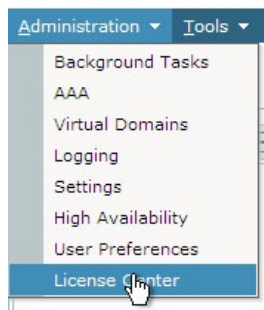 Administration Tools
Background Tasks
AAA
Virtual Domains
Logging
Settings
High Availability
User Preferences
License Center